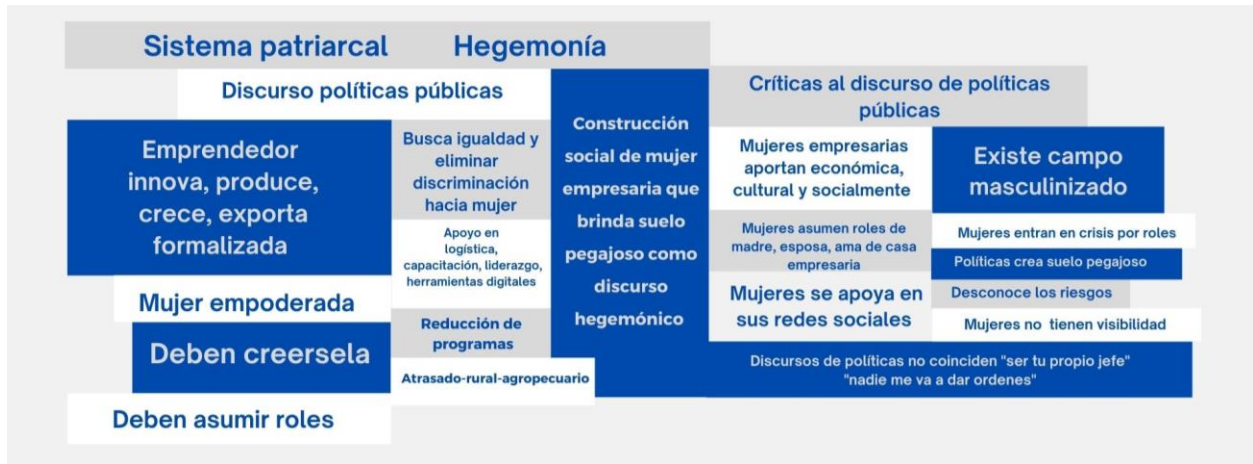 Sistema patriarcal
Hegemonía
Discurso políticas públicas
Emprendedor
innova, produce,
crece, exporta
formalizada
Mujer empoderada
Deben creersela
Deben asumir roles
Busca igualdad y
eliminar
discriminación
hacia mujer
Apoyo en
logística,
capacitación, liderazgo,
herramientas digitales
Reducción de
programas
Atrasado-rural-agropecuario
Construcción
social de mujer
empresaria que
brinda suelo
pegajoso como
discurso
hegemónico
Críticas al discurso de políticas
públicas
Mujeres empresarias
aportan económica,
cultural y socialmente
Mujeres asumen roles de
madre, esposa, ama de casa
empresaria
Mujeres se apoya en
sus redes sociales
Existe campo
masculinizado
Mujeres entran en crisis por roles
Políticas crea suelo pegajoso
Desconoce los riesgos
Mujeres no tienen visibilidad
Discursos de políticas no coinciden "ser tu propio jefe"
"nadie me va a dar ordenes"